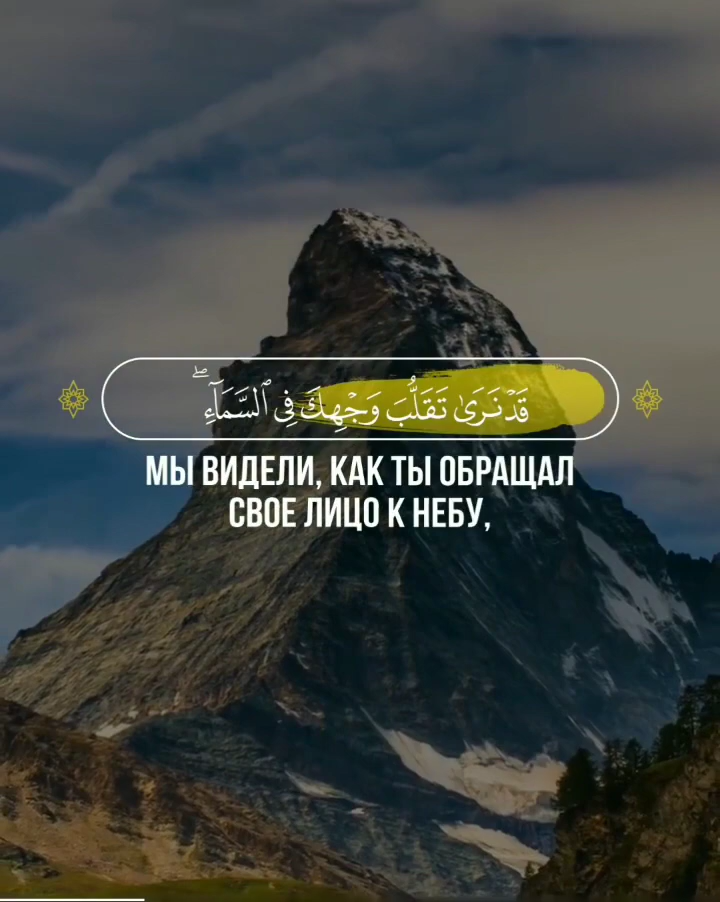 قَدْ نَرَىٰ تَقَلُّبَ وَجْهِكَ فِي ٱلسَّمَآءِ ۖ
МЫ ВИДЕЛИ, КАК ТЫ ОБРАЩАЛ
СВОЕ ЛИЦО К НЕБУ,